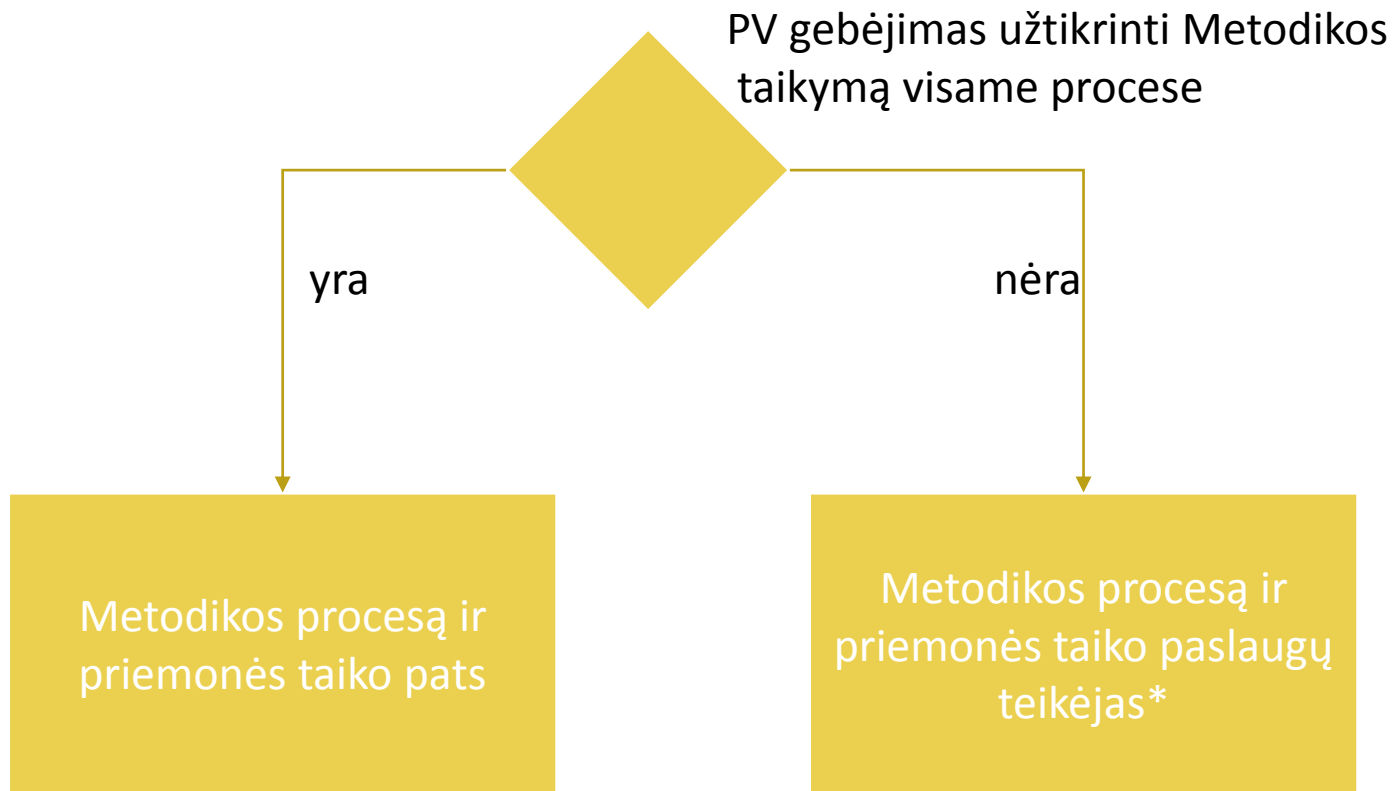 PV gebėjimas užtikrinti Metodikos
taikymą visame procese
yra
nėra
Metodikos procesą ir
priemonės taiko pats
Metodikos procesą ir
priemonės taiko paslaugų
teikėjas*